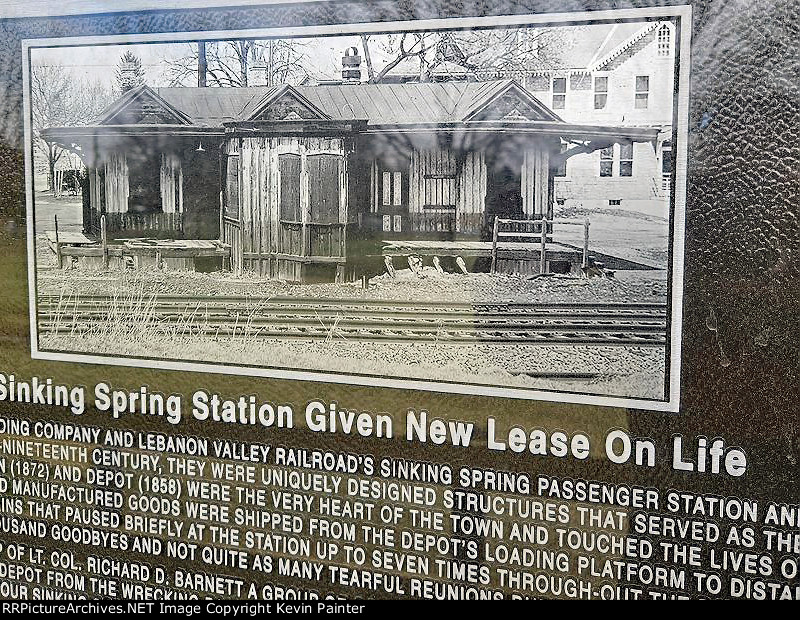 Sinking Spring Station Given New Lease On Life
DING COMPANY AND LEBANON VALLEY RAILROAD'S SINKING SPRING PASSENGER STATION AN
-NINETEENTH CENTURY, THEY WERE UNIQUELY DESIGNED STRUCTURES THAT SERVED AS THE
N (1872) AND DEPOT (1858) WERE THE VERY HEART OF THE TOWN AND TOUCHED THE LIVES O
D MANUFACTURED GOODS WERE SHIPPED FROM THE DEPOT'S LOADING PLATFORM TO DISTA
INS THAT PAUSED BRIEFLY AT THE STATION UP TO SEVEN TIMES THROUGH-OUT THE
OUSAND GOODBYES AND NOT QUITE AS MANY TEARFUL REUNIONS
P OF LT. COL. RICHARD D. BARNETT A GROUP
DEPOT FROM THE WRECKING
OUR SINKING
RRPictureArchives.NET Image Copyright Kevin Painter